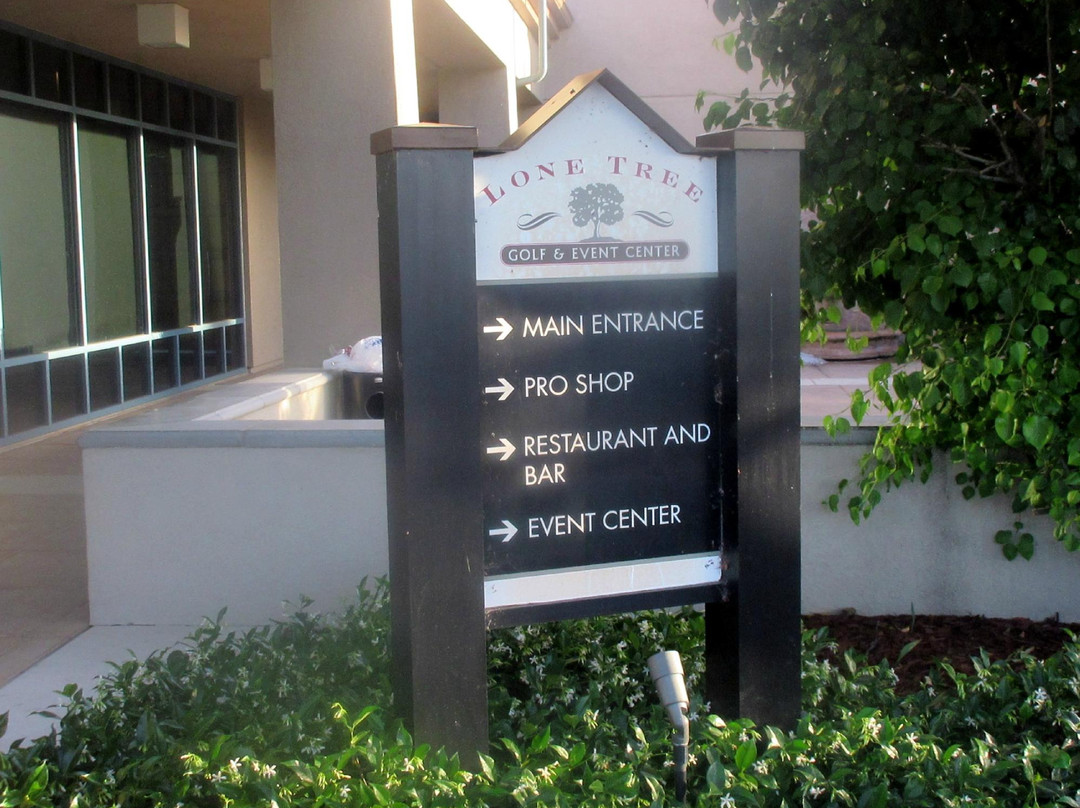 LONE TREE
GOLF & EVENT CENTER
→ MAIN ENTRANCE
→ PRO SHOP
→ RESTAURANT AND
BAR
→ EVENT CENTER